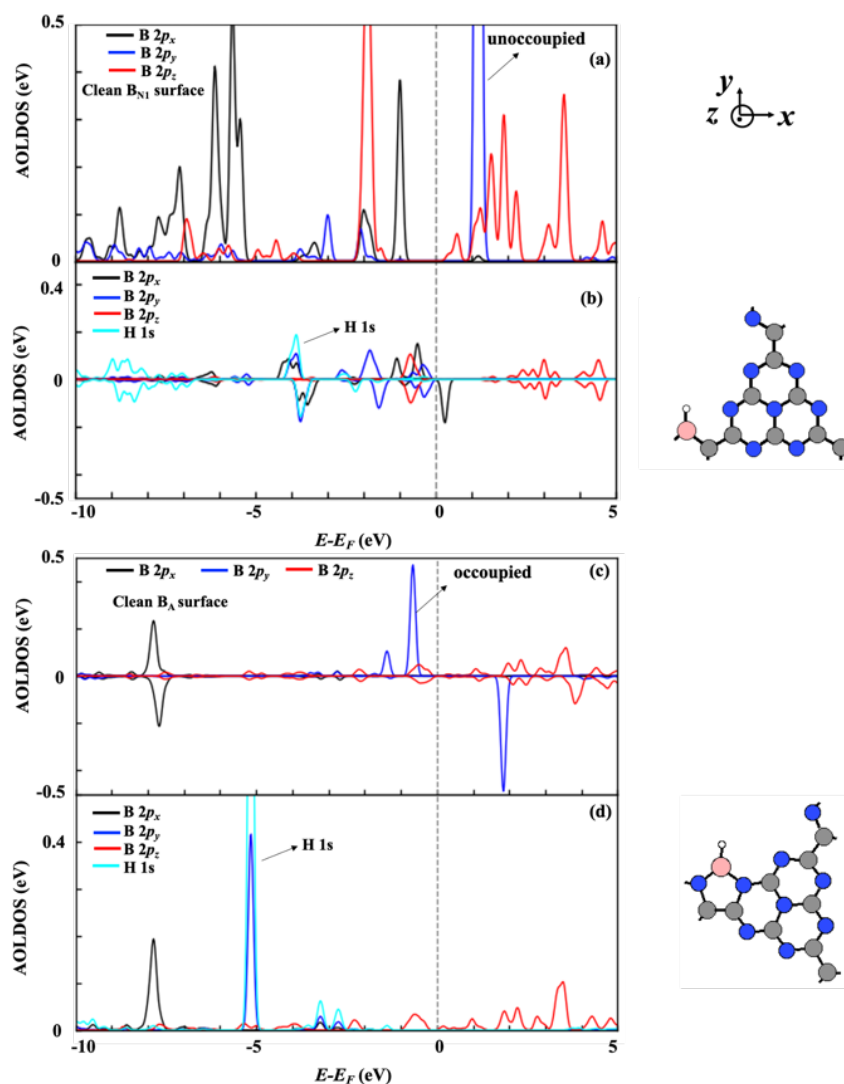 0.5
B 2px
B 2py
B 2pz
Clean BN1 surface
unoccupied
(a)
AOLDOS (eV)
0
y
z
x
B 2px
B 2py
B 2pz
H 1s
H 1s
(b)
0.4
0
-0.5
AOLDOS (eV)
-10
-5
0
5
E-EF (eV)
0.5
B 2px B 2py B 2pz
Clean BA surface
occoupied
(c)
AOLDOS (eV)
0
-0.5
B 2px
B 2py
B 2pz
H 1s
H 1s
(d)
0.4
AOLDOS (eV)
0
-10
-5
0
5
E-EF (eV)